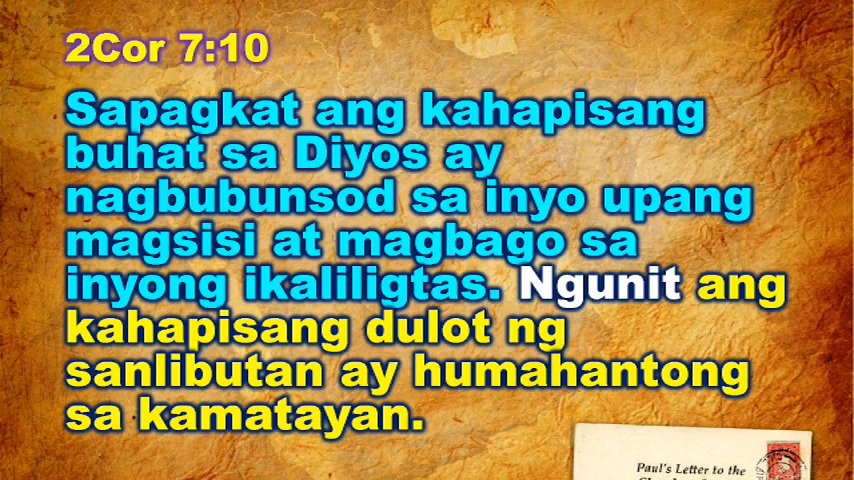 2Cor 7:10
Sapagkat ang kahapisang
buhat sa Diyos ay
nagbubunsod sa inyo upang
magsisi at magbago sa
inyong ikaliligtas. Ngunit ang
kahapisang dulot ng
sanlibutan ay humahantong
sa kamatayan.
Paul's Letter to the